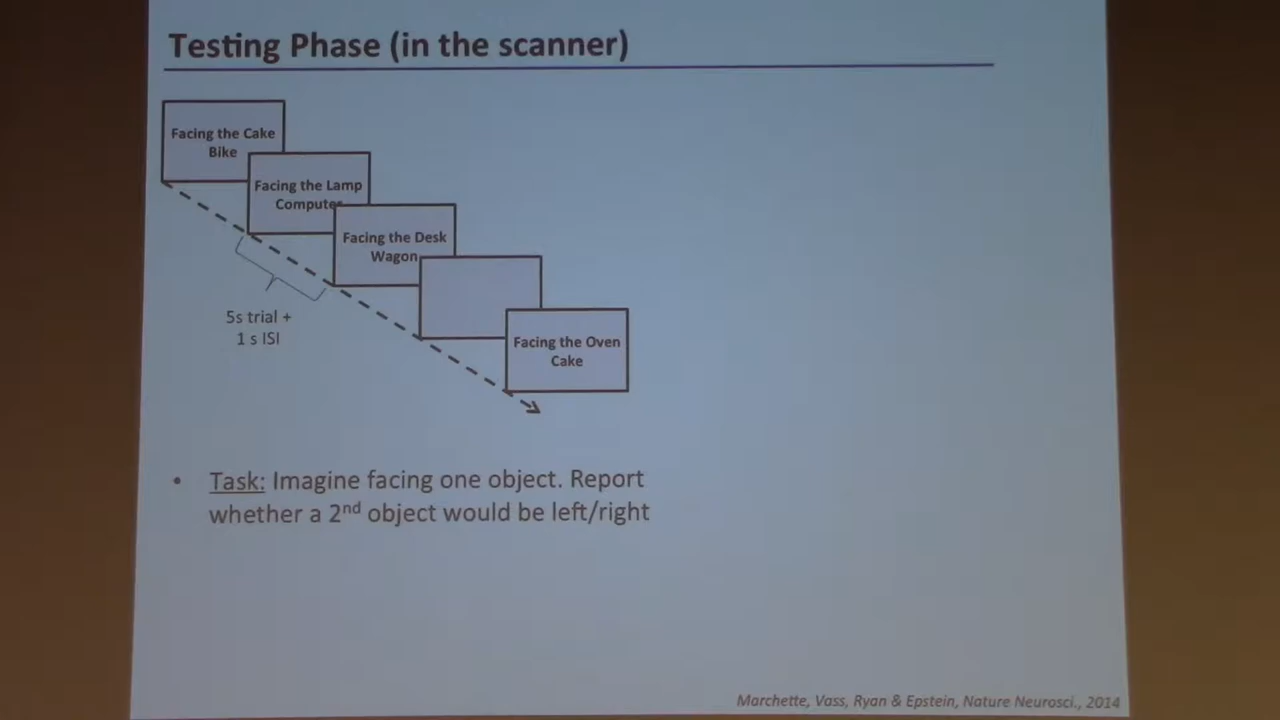 Testing Phase (in the scanner)
Facing the Cake
Bike
Facing the Lamp
Computer
Facing the Desk
Wagon
Facing the Oven
Cake
5s trial +
1 s ISI
• Task: Imagine facing one object. Report
whether a 2nd object would be left/right
Marchette, Vass, Ryan & Epstein, Nature Neurosci., 2014